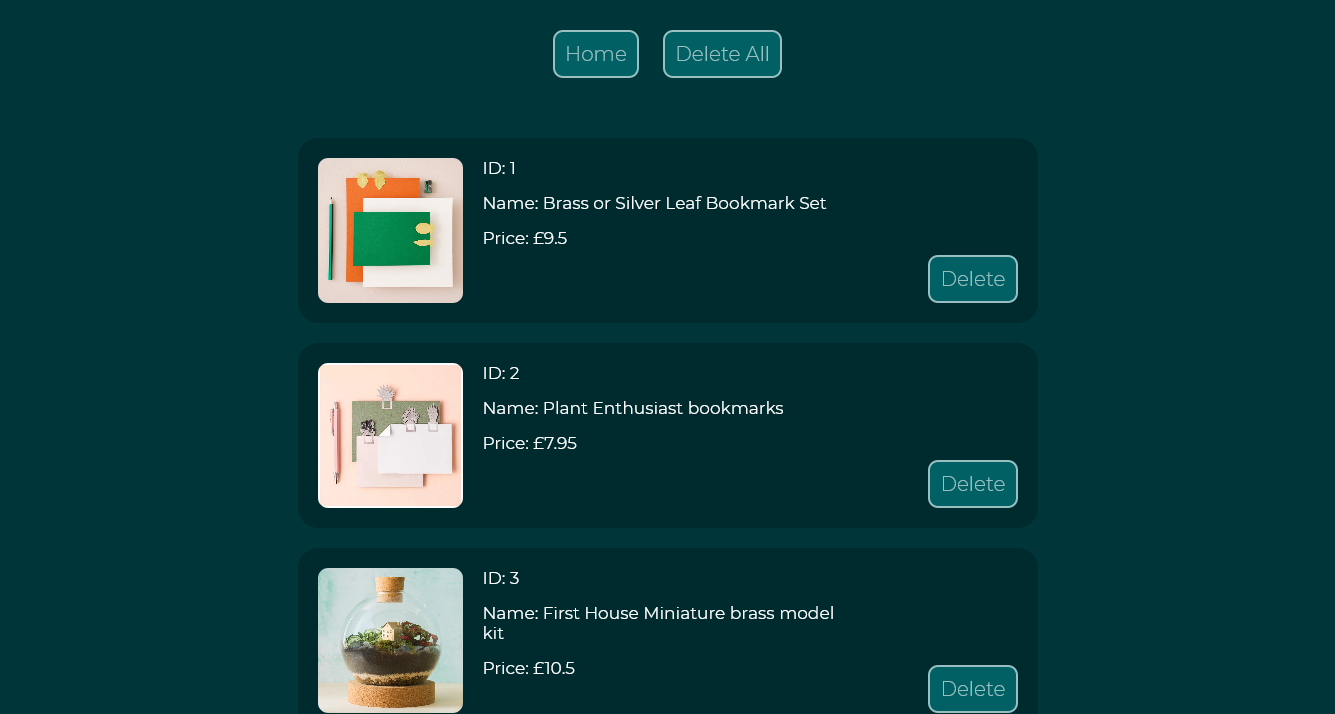 Home Delete All
ID: 1
Name: Brass or Silver Leaf Bookmark Set
Price: £9.5
Delete
ID: 2
Name: Plant Enthusiast bookmarks
Price: £7.95
Delete
ID: 3
Name: First House Miniature brass model
kit
Price: £10.5
Delete